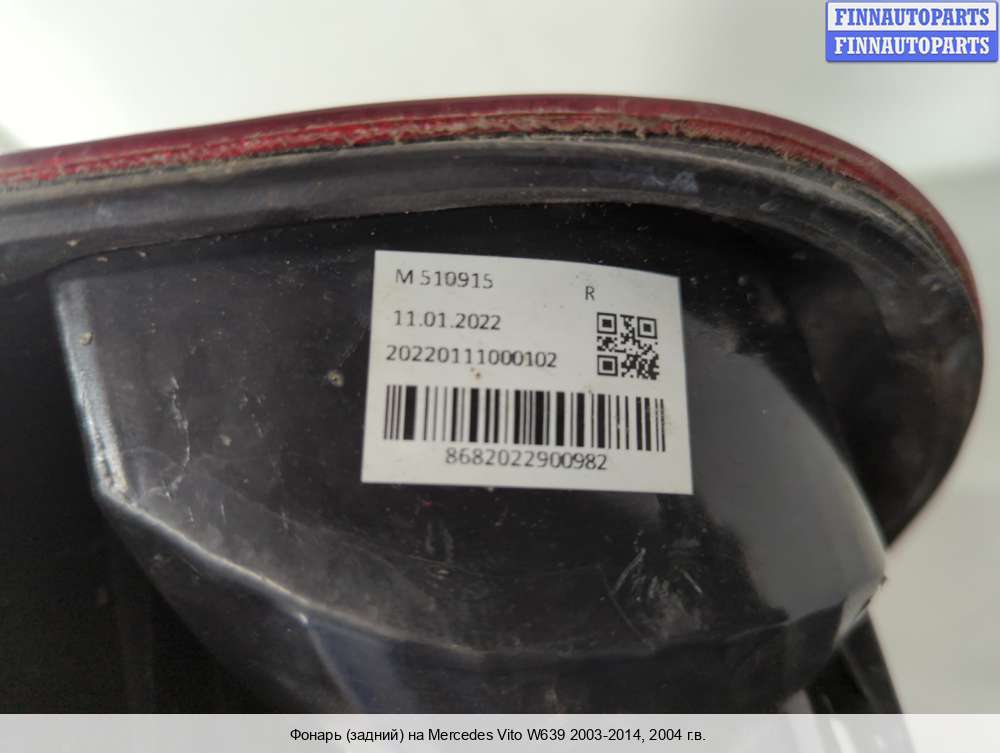 FINNAUTOPARTS
FINNAUTOPARTS
M 510915
R
11.01.2022
20220111000102
8682022900982
Фонарь (задний) на Mercedes Vito W639 2003-2014, 2004 г.в.